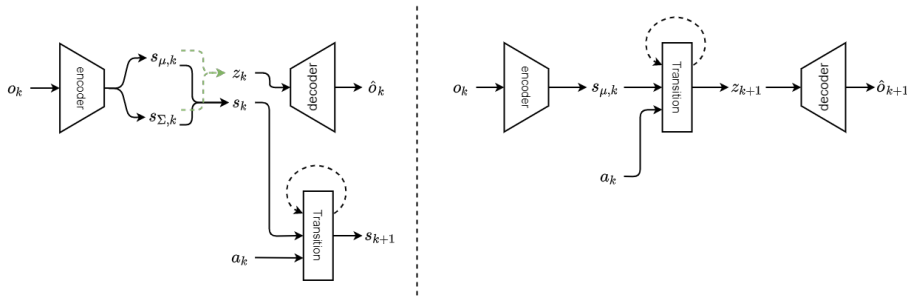 o_k encoder s_{μ,k} s_{Σ,k} z_k s_k decoder ô_k
a_k Transition s_{k+1}
o_k encoder s_{μ,k} Transition z_{k+1} decoder ô_{k+1}
a_k